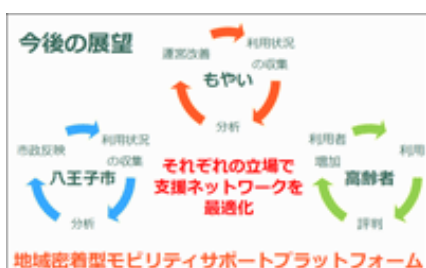 今後の展望
運営改善
利用状況
の収集
もやい
分析
市政反映
利用状況
の収集
八王子市
分析
それぞれの立場で
支援ネットワークを
最適化
利用者
増加
利用
高齢者
評判
地域密着型モビリティサポートプラットフォーム